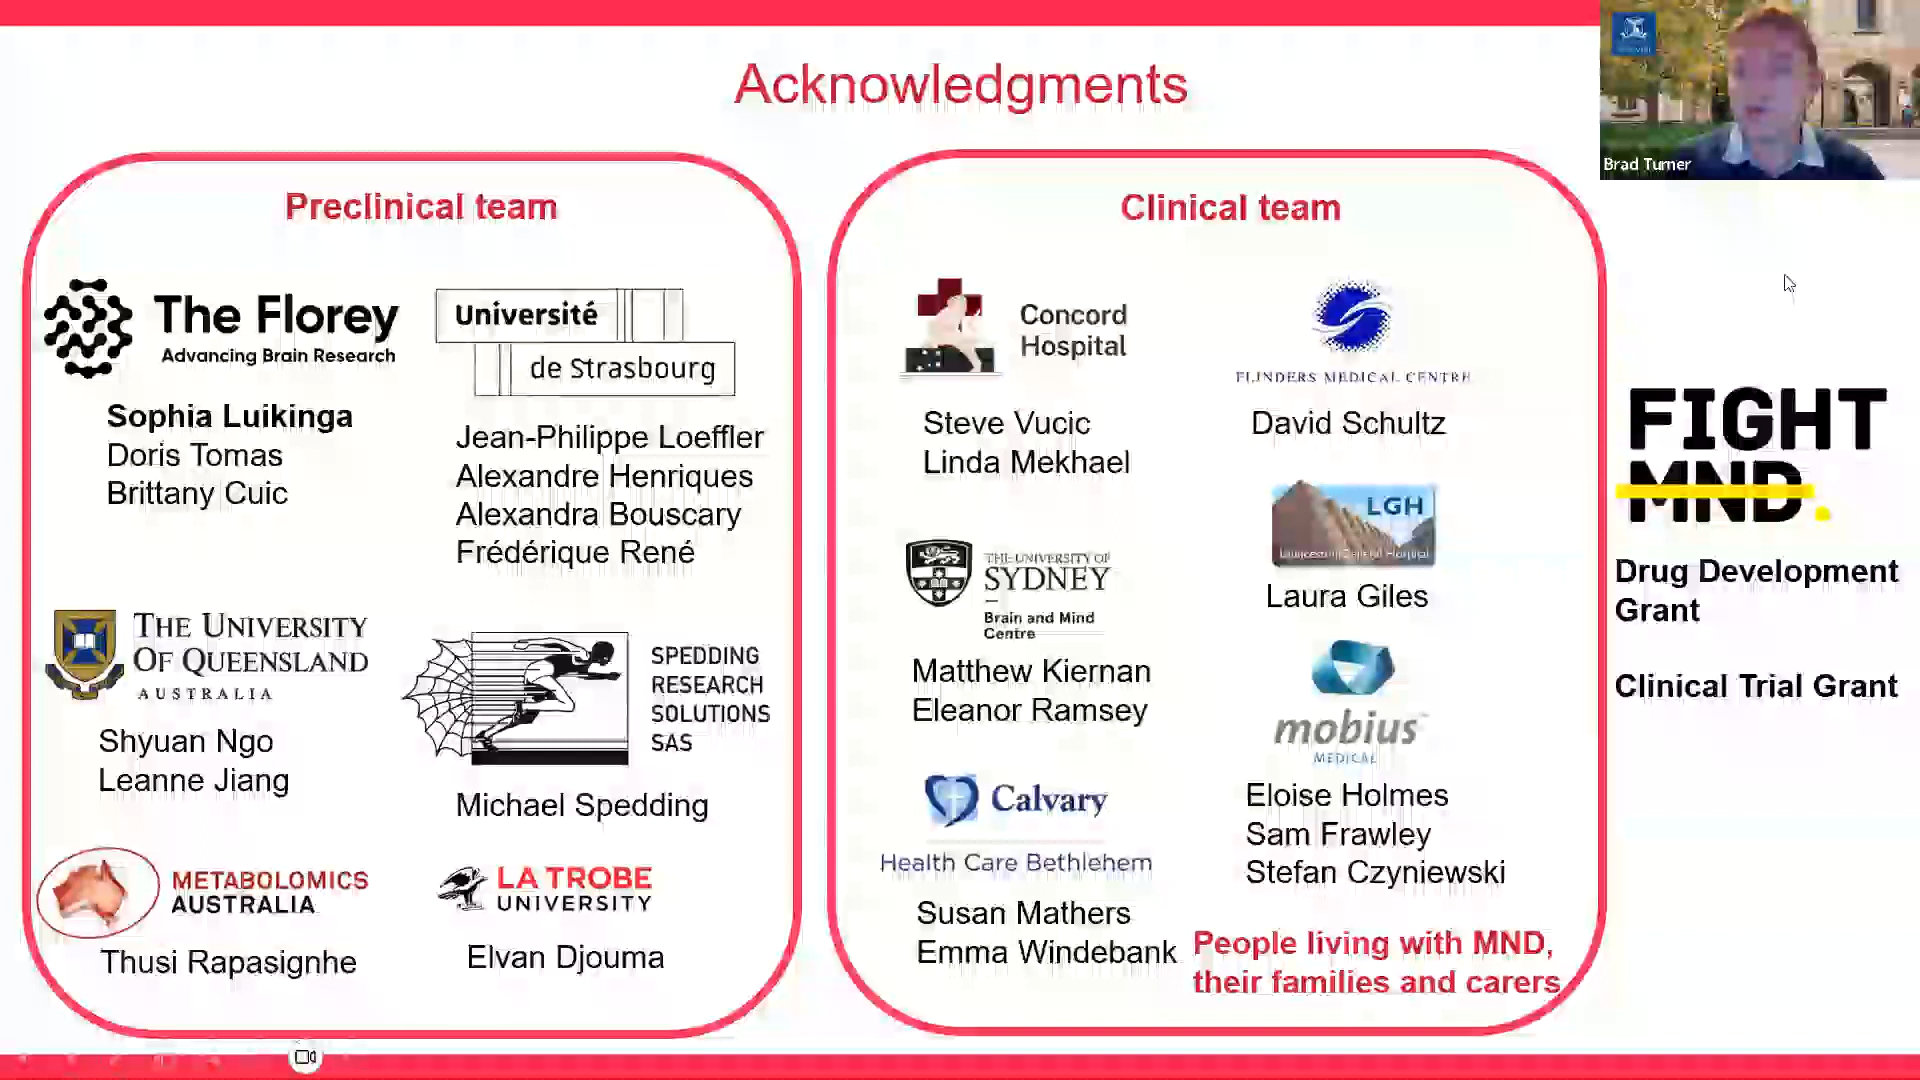 Acknowledgments
Brad Turner
Preclinical team
The Florey
Advancing Brain Research
Sophia Luikinga
Doris Tomas
Brittany Cuic
Université
de Strasbourg
Jean-Philippe Loeffler
Alexandre Henriques
Alexandra Bouscary
Frédérique René
THE UNIVERSITY
OF QUEENSLAND
AUSTRALIA
Shyuan Ngo
Leanne Jiang
SPEDDING
RESEARCH
SOLUTIONS
SAS
Michael Spedding
METABOLOMICS
AUSTRALIA
Thusi Rapasignhe
LA TROBE
UNIVERSITY
Elvan Djouma
Clinical team
Concord
Hospital
Steve Vucic
Linda Mekhael
FLINDERS MEDICAL CENTRE
David Schultz
THE UNIVERSITY OF
SYDNEY
Brain and Mind
Centre
Matthew Kiernan
Eleanor Ramsey
LGH
Launceston General Hospital
Laura Giles
mobius
MEDICAL
Eloise Holmes
Sam Frawley
Stefan Czyniewski
Calvary
Health Care Bethlehem
Susan Mathers
Emma Windebank
People living with MND,
their families and carers
FIGHT
MND.
Drug Development
Grant
Clinical Trial Grant